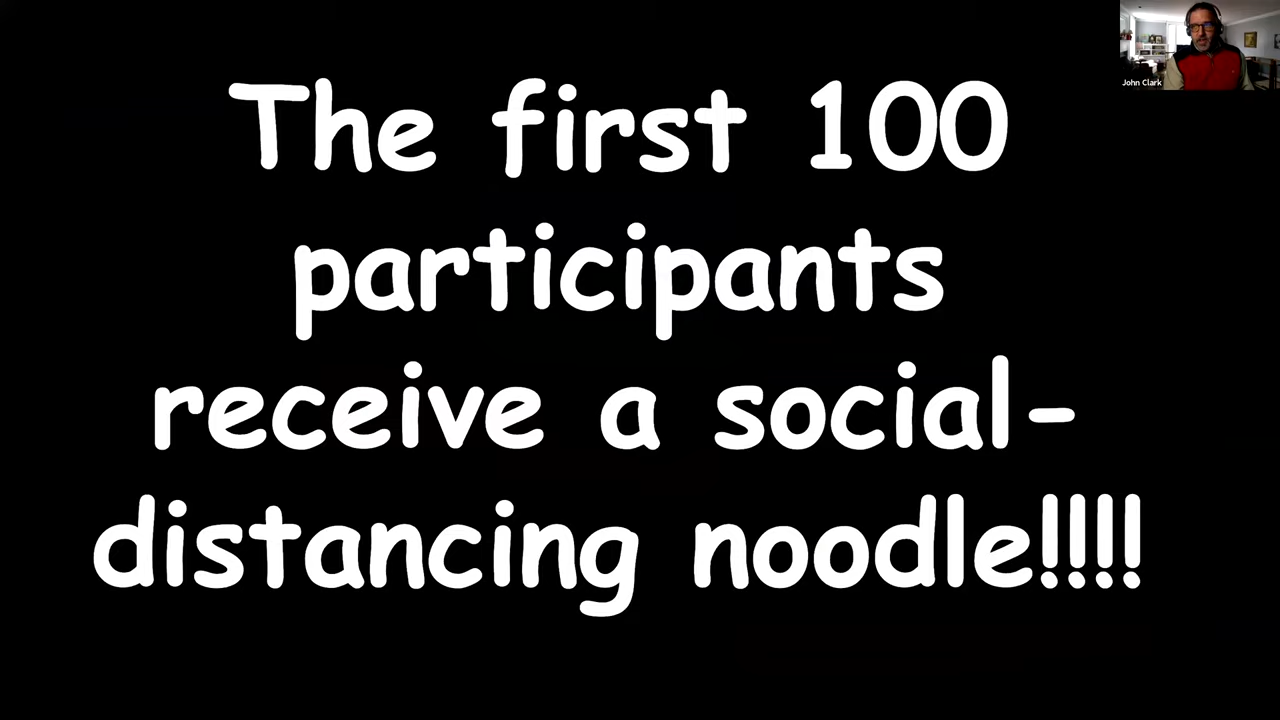 The first 100
participants
receive a social-
distancing noodle!!!!
John Clark